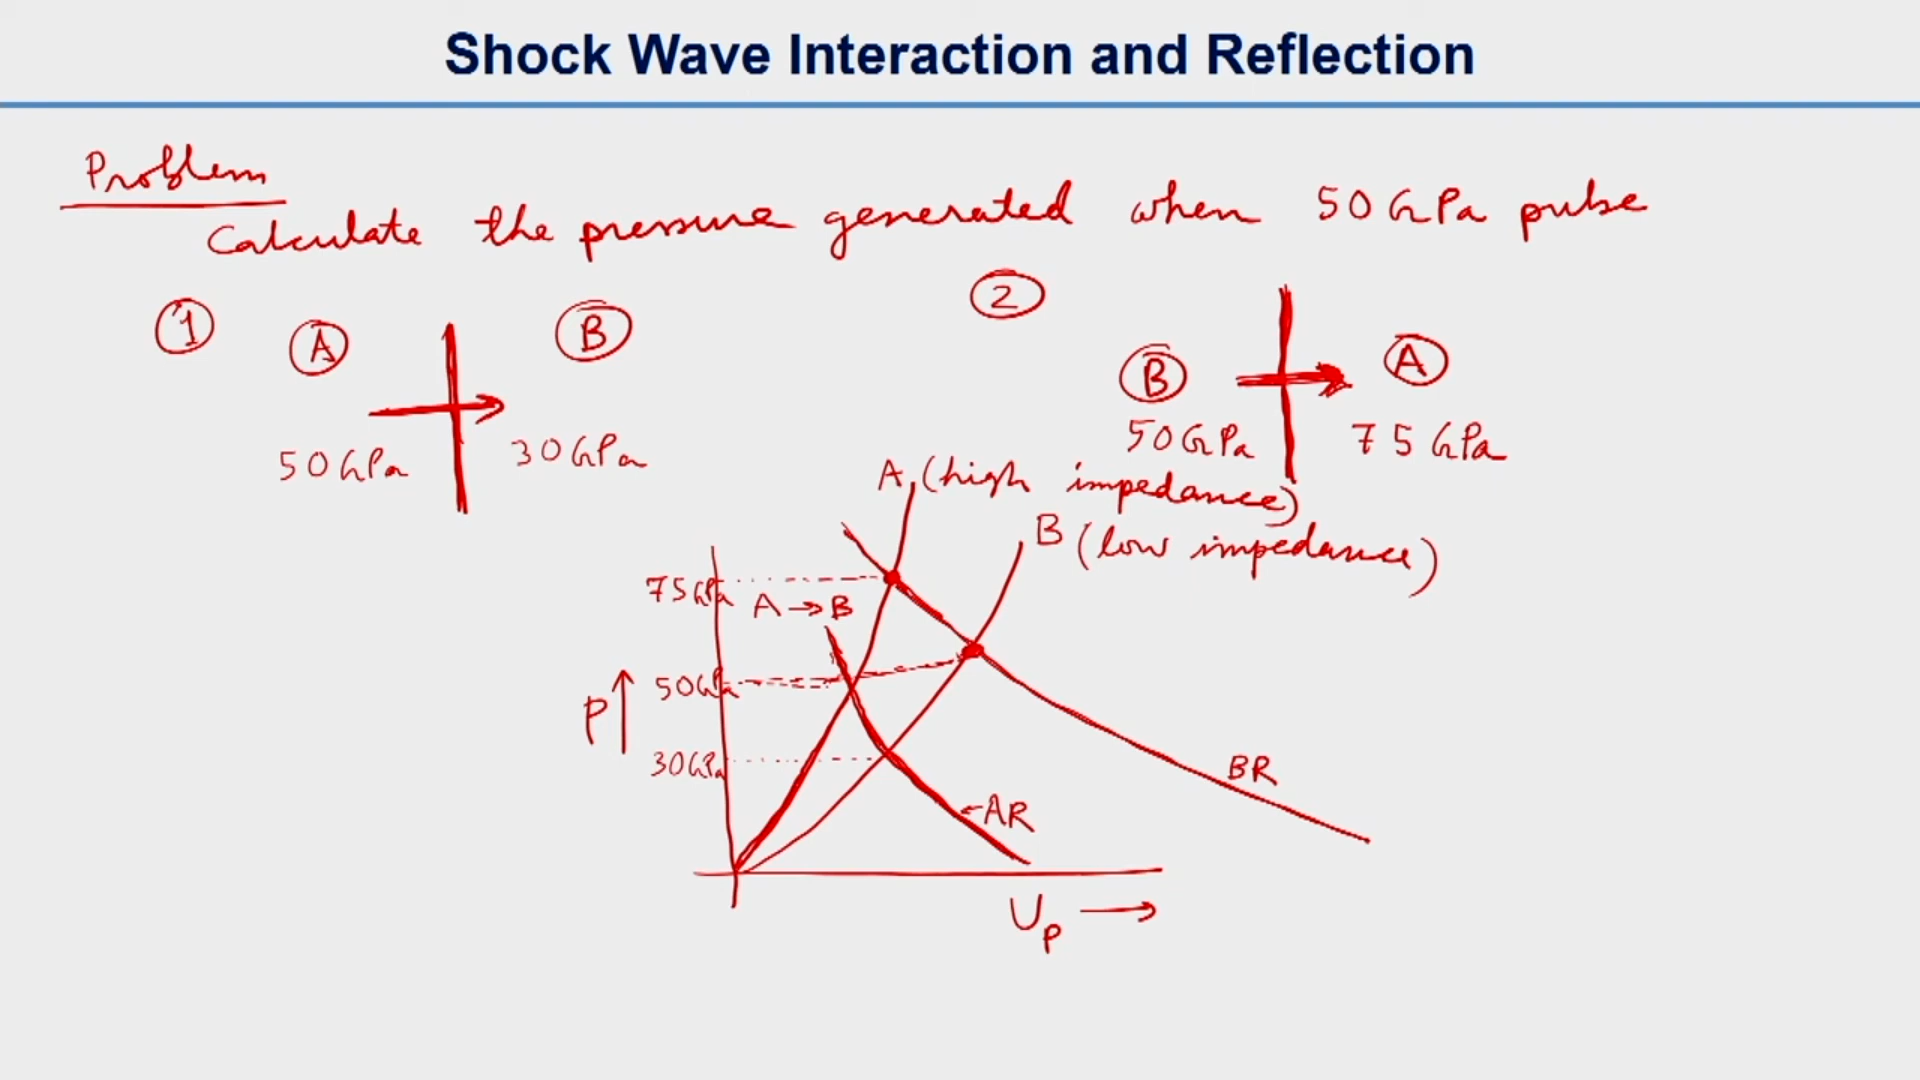 Shock Wave Interaction and Reflection
Problem
Calculate the pressure generated when 50 GPa pulse
1 A B
50 GPa 30 GPa
2 B A
50 GPa 75 GPa
A (high impedance)
B (low impedance)
75 GPa
A → B
50 GPa
P ↑
30 GPa
BR
←AR
Up →